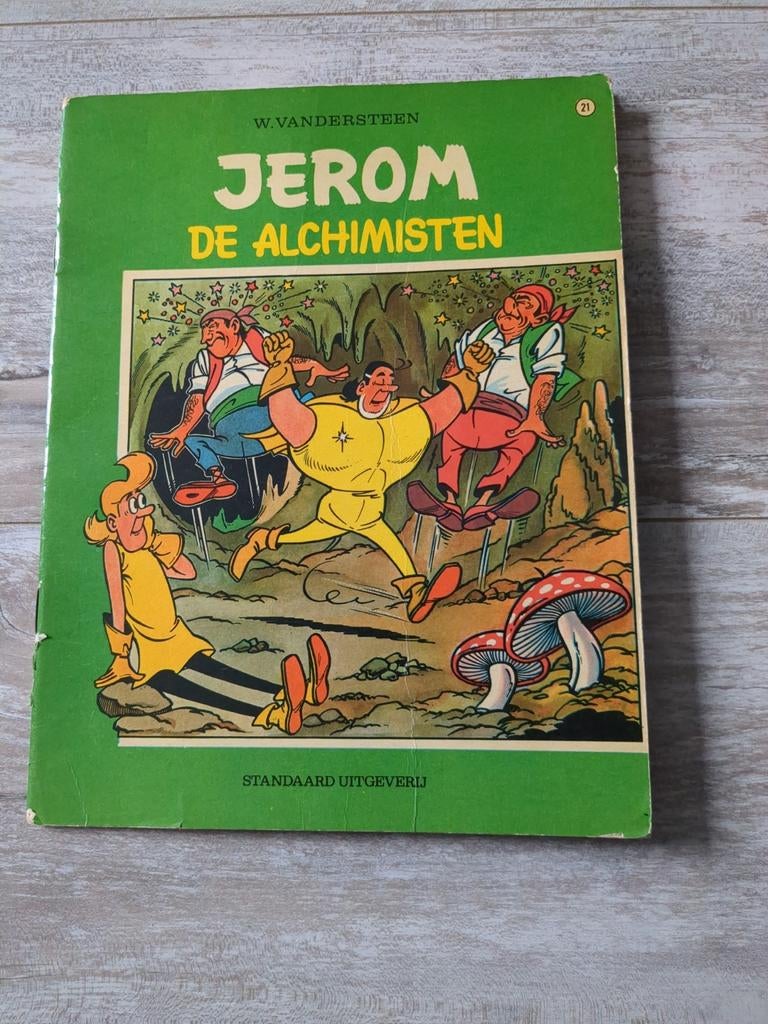 21
W. VANDERSTEEN
JEROM
DE ALCHIMISTEN
STANDAARD UITGEVERIJ